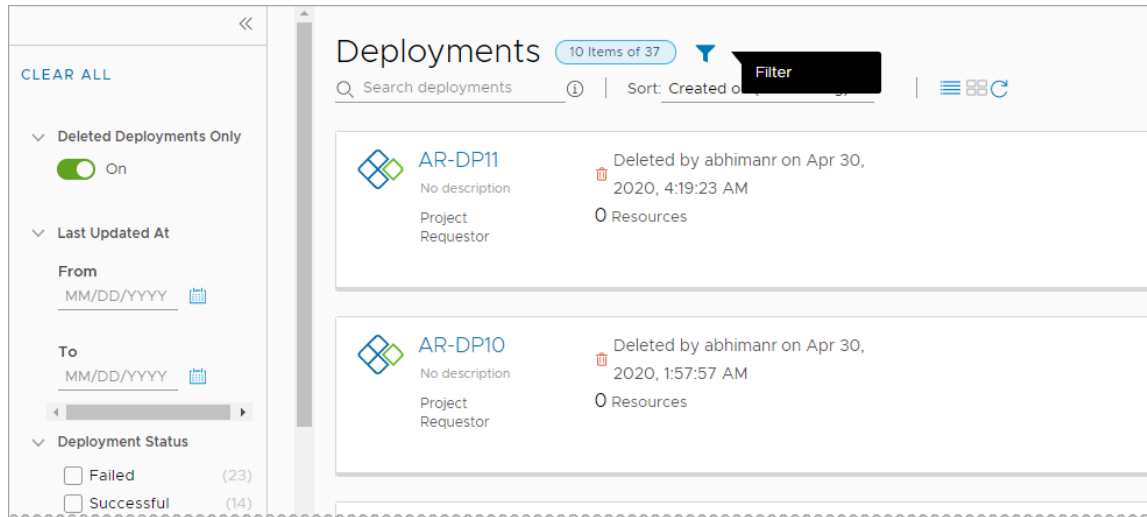 CLEAR ALL
Deleted Deployments Only
On
Last Updated At
From
MM/DD/YYYY
To
MM/DD/YYYY
Deployment Status
Failed (23)
Successful (14)
Deployments 10 Items of 37
Filter
Search deployments Sort: Created
AR-DP11
No description
Project
Requestor
Deleted by abhimanr on Apr 30,
2020, 4:19:23 AM
0 Resources
AR-DP10
No description
Project
Requestor
Deleted by abhimanr on Apr 30,
2020, 1:57:57 AM
0 Resources